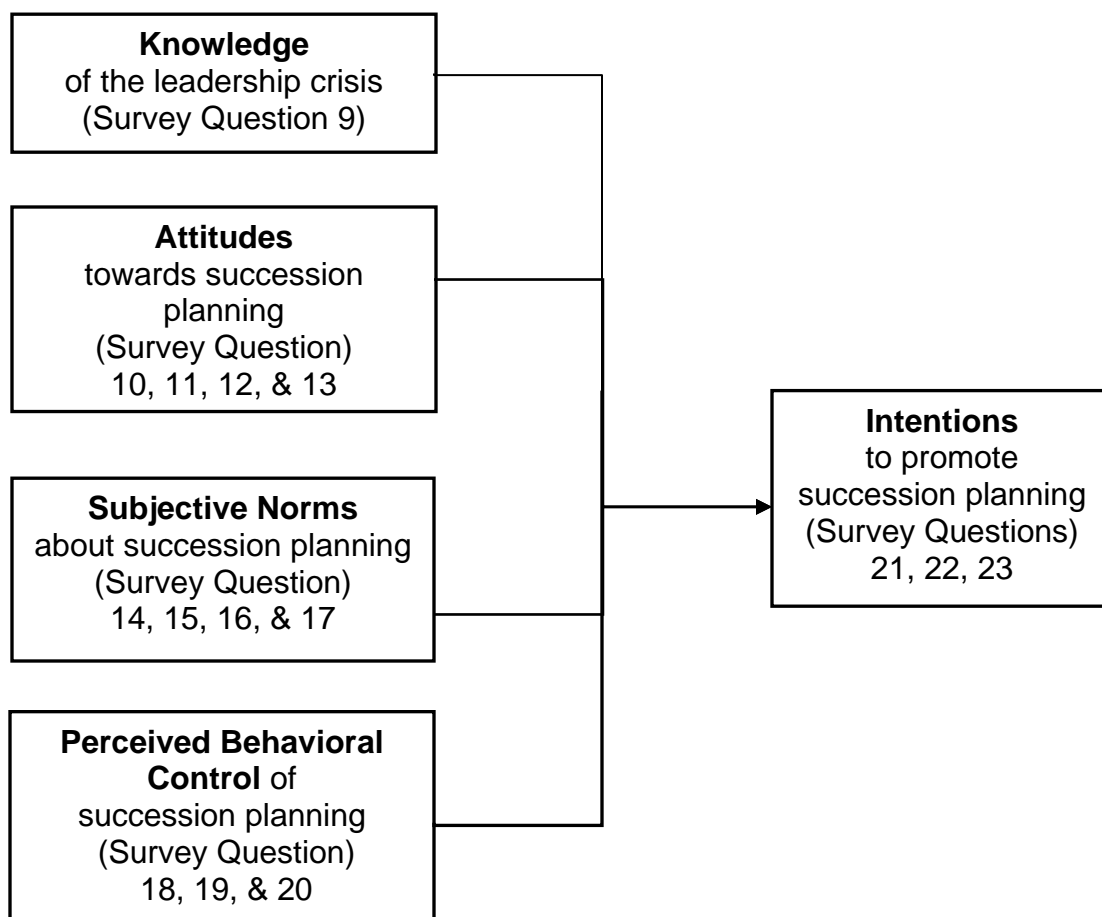 Knowledge
of the leadership crisis
(Survey Question 9)
Attitudes
towards succession
planning
(Survey Question)
10, 11, 12, & 13
Subjective Norms
about succession planning
(Survey Question)
14, 15, 16, & 17
Perceived Behavioral
Control of
succession planning
(Survey Question)
18, 19, & 20
Intentions
to promote
succession planning
(Survey Questions)
21, 22, 23